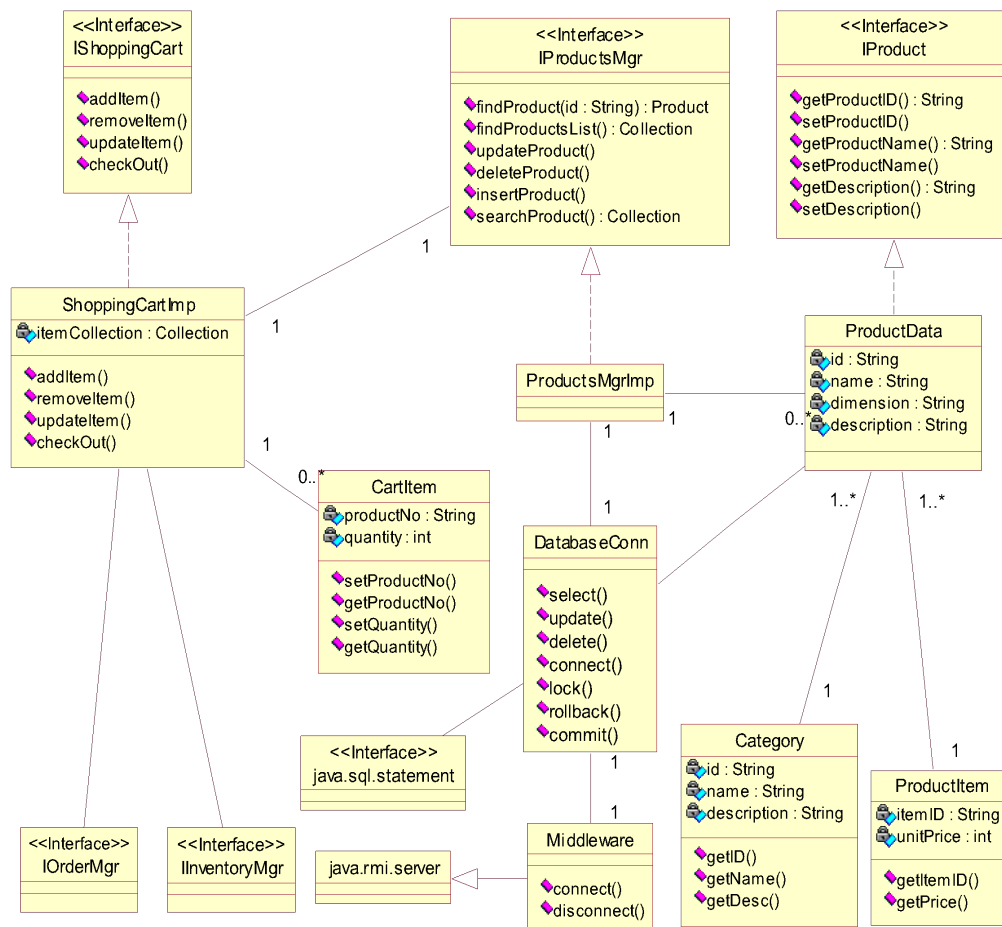 <<Interface>>
IShoppingCart
addItem()
removeItem()
updateItem()
checkOut()
<<Interface>>
IProductsMgr
findProduct(id : String) : Product
findProductsList() : Collection
updateProduct()
deleteProduct()
insertProduct()
searchProduct() : Collection
<<Interface>>
IProduct
getProductID() : String
setProductID()
getProductName() : String
setProductName()
getDescription() : String
setDescription()
1
1
ShoppingCartImp
itemCollection : Collection
addItem()
removeItem()
updateItem()
checkOut()
ProductsMgrImp
1
0..*
1
ProductData
id : String
name : String
dimension : String
description : String
1
0..*
CartItem
productNo : String
quantity : int
setProductNo()
getProductNo()
setQuantity()
getQuantity()
1
DatabaseConn
select()
update()
delete()
connect()
lock()
rollback()
commit()
1..*
1..*
1
1
<<Interface>>
java.sql.statement
1
1
Category
id : String
name : String
description : String
getID()
getName()
getDesc()
ProductItem
itemID : String
unitPrice : int
getItemID()
getPrice()
<<Interface>>
IOrderMgr
<<Interface>>
IInventoryMgr
java.rmi.server
Middleware
connect()
disconnect()